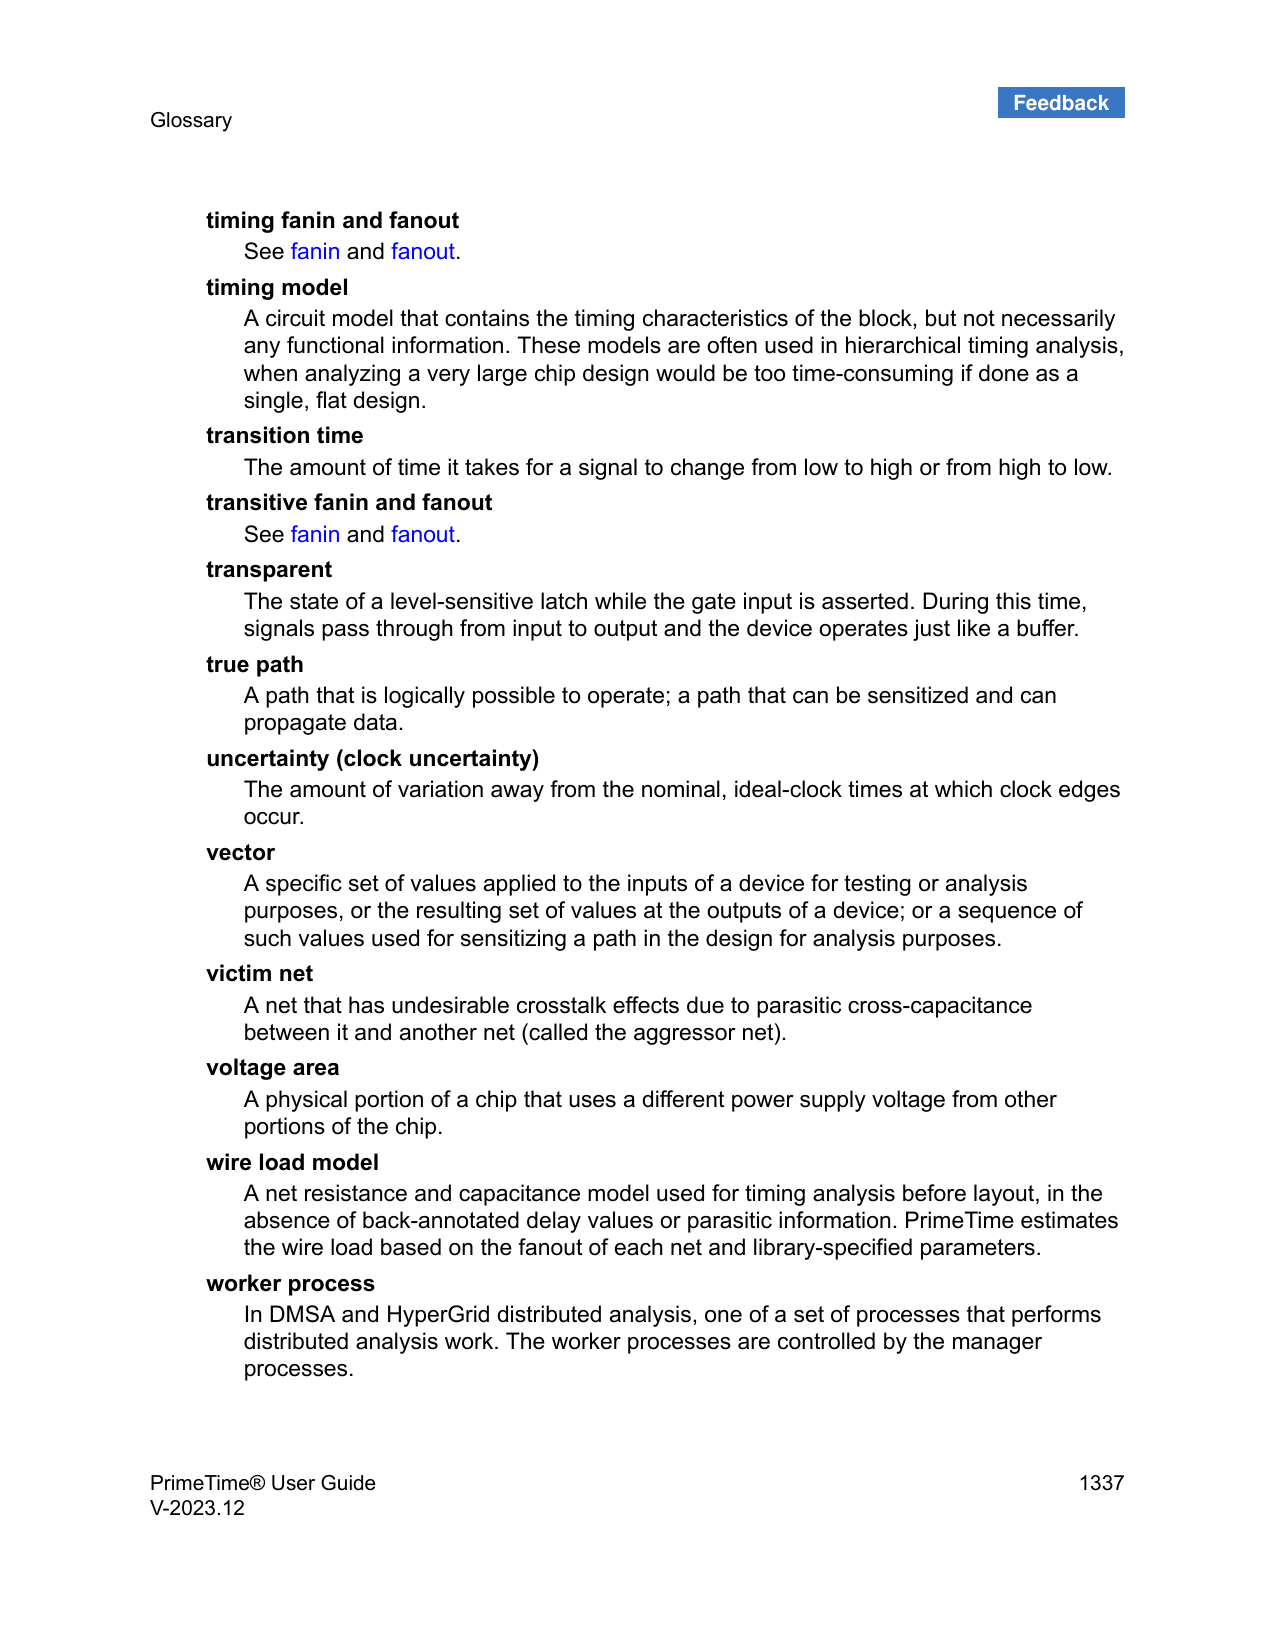 Glossary
Feedback
timing fanin and fanout
See fanin and fanout.
timing model
A circuit model that contains the timing characteristics of the block, but not necessarily
any functional information. These models are often used in hierarchical timing analysis,
when analyzing a very large chip design would be too time-consuming if done as a
single, flat design.
transition time
The amount of time it takes for a signal to change from low to high or from high to low.
transitive fanin and fanout
See fanin and fanout.
transparent
The state of a level-sensitive latch while the gate input is asserted. During this time,
signals pass through from input to output and the device operates just like a buffer.
true path
A path that is logically possible to operate; a path that can be sensitized and can
propagate data.
uncertainty (clock uncertainty)
The amount of variation away from the nominal, ideal-clock times at which clock edges
occur.
vector
A specific set of values applied to the inputs of a device for testing or analysis
purposes, or the resulting set of values at the outputs of a device; or a sequence of
such values used for sensitizing a path in the design for analysis purposes.
victim net
A net that has undesirable crosstalk effects due to parasitic cross-capacitance
between it and another net (called the aggressor net).
voltage area
A physical portion of a chip that uses a different power supply voltage from other
portions of the chip.
wire load model
A net resistance and capacitance model used for timing analysis before layout, in the
absence of back-annotated delay values or parasitic information. PrimeTime estimates
the wire load based on the fanout of each net and library-specified parameters.
worker process
In DMSA and HyperGrid distributed analysis, one of a set of processes that performs
distributed analysis work. The worker processes are controlled by the manager
processes.
PrimeTime® User Guide
V-2023.12
1337